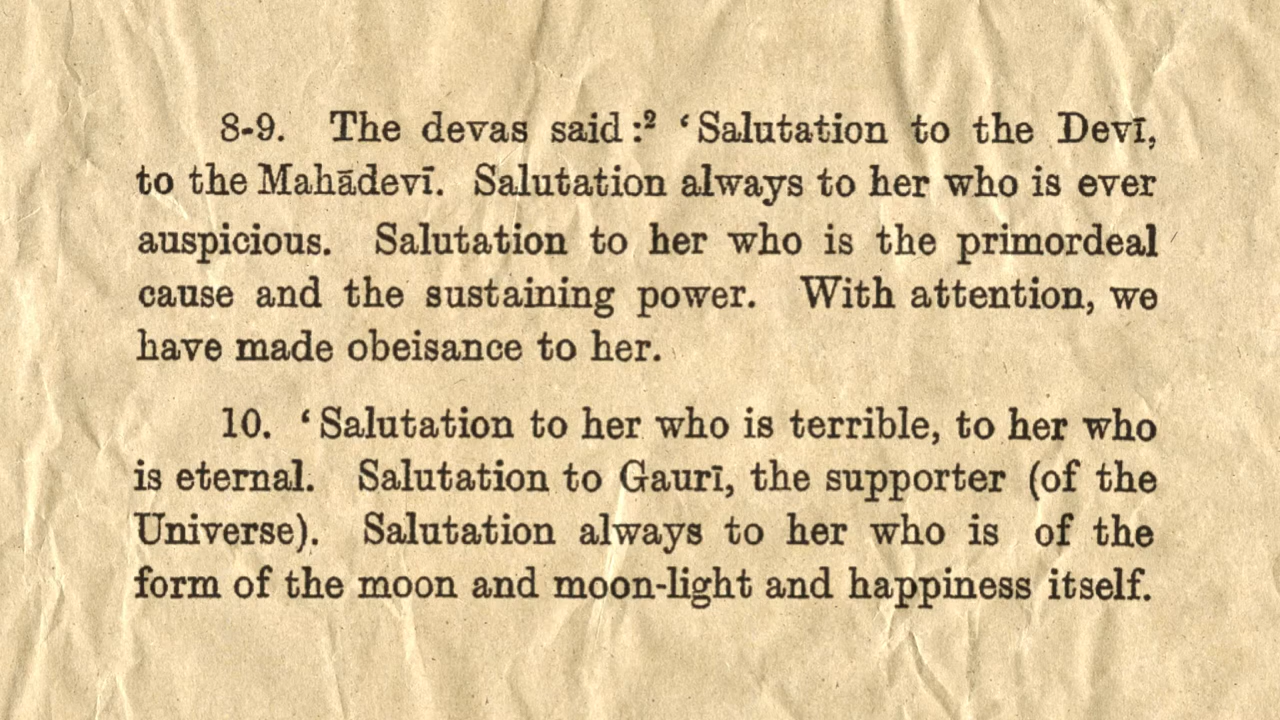 8-9. The devas said :² ‘Salutation to the Devī,
to the Mahādevī. Salutation always to her who is ever
auspicious. Salutation to her who is the primordeal
cause and the sustaining power. With attention, we
have made obeisance to her.
10. ‘Salutation to her who is terrible, to her who
is eternal. Salutation to Gaurī, the supporter (of the
Universe). Salutation always to her who is of the
form of the moon and moon-light and happiness itself.